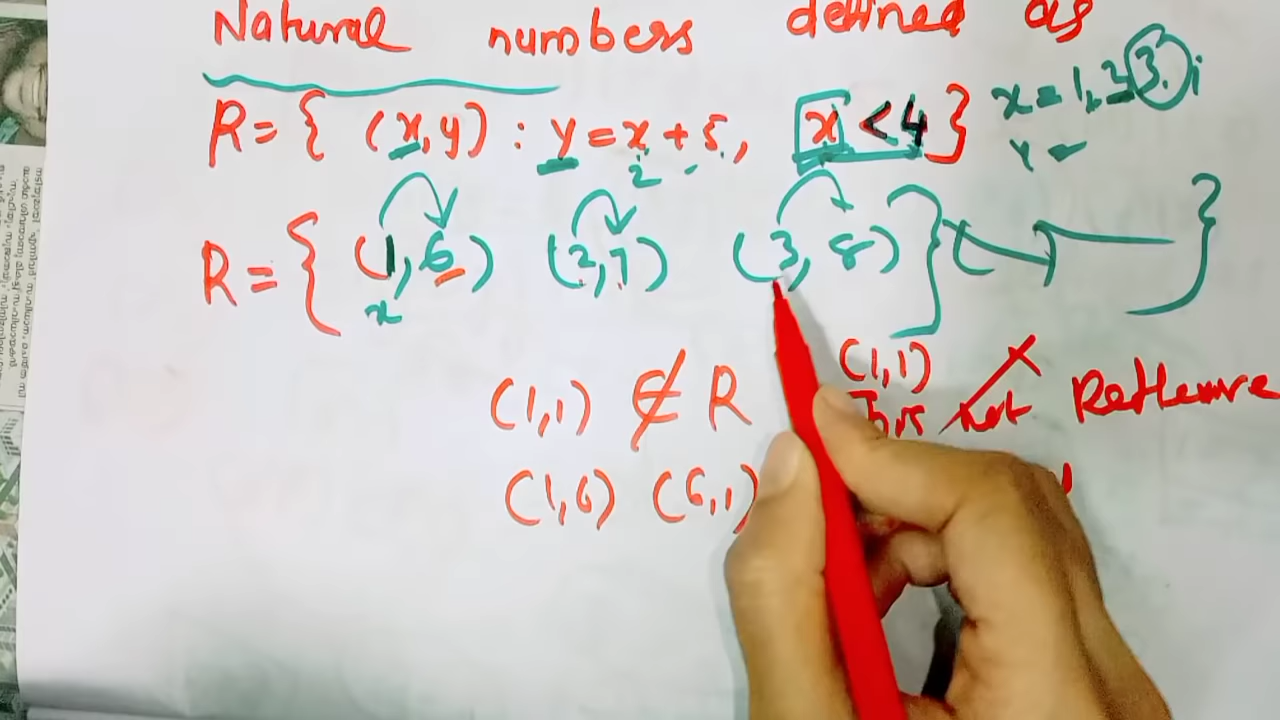 Natural numbers defined as
R = { (x,y) : y = x + 5, x < 4 } x = 1, 2 3.
2 y =
R = { (1,6) (2,7) (3,8) }
x
(1,1) ∉ R (1,1)
not Reflexive
(1,6) (6,1)